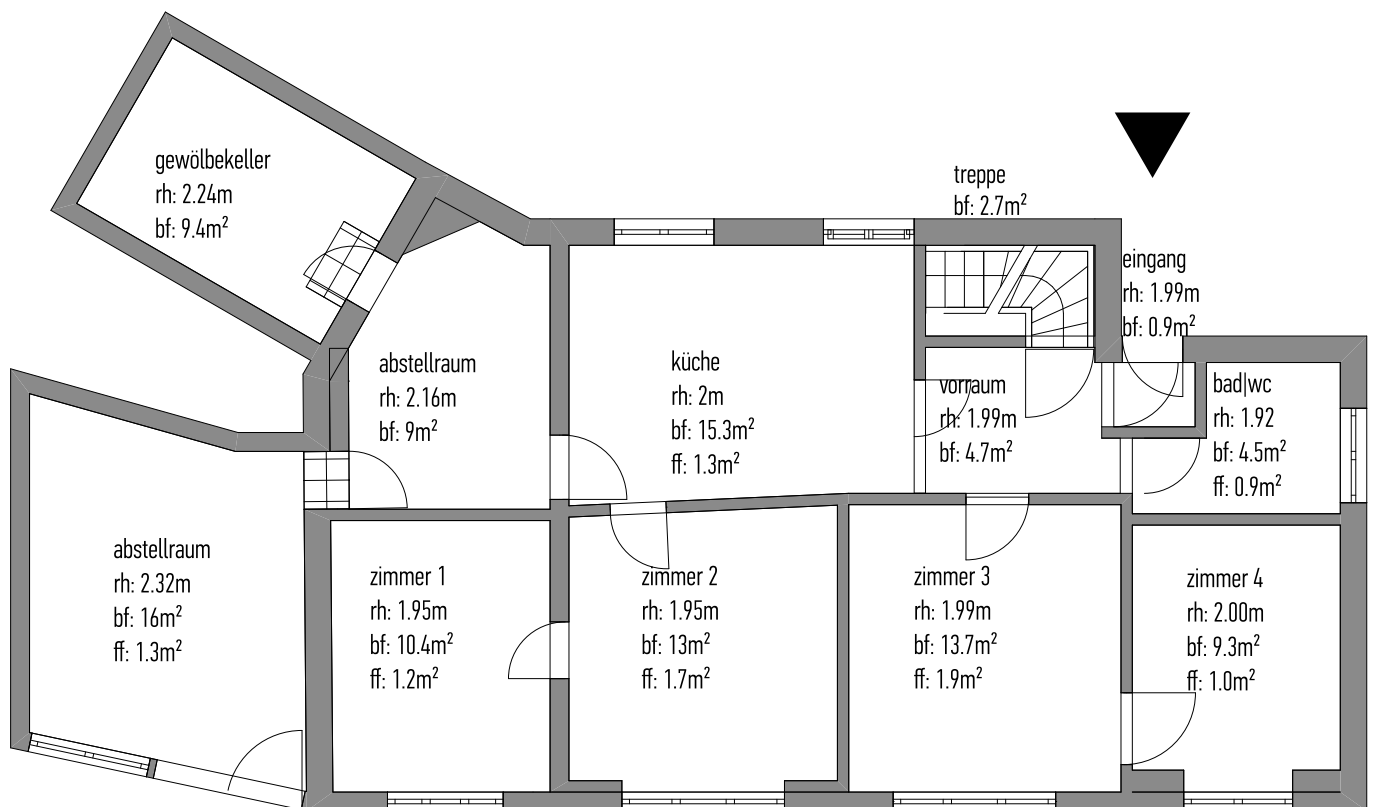 gewölbekeller
rh: 2.24m
bf: 9.4m²
treppe
bf: 2.7m²
eingang
rh: 1.99m
bf: 0.9m²
abstellraum
rh: 2.16m
bf: 9m²
küche
rh: 2m
bf: 15.3m²
ff: 1.3m²
vorraum
rh: 1.99m
bf: 4.7m²
bad|wc
rh: 1.92
bf: 4.5m²
ff: 0.9m²
abstellraum
rh: 2.32m
bf: 16m²
ff: 1.3m²
zimmer 1
rh: 1.95m
bf: 10.4m²
ff: 1.2m²
zimmer 2
rh: 1.95m
bf: 13m²
ff: 1.7m²
zimmer 3
rh: 1.99m
bf: 13.7m²
ff: 1.9m²
zimmer 4
rh: 2.00m
bf: 9.3m²
ff: 1.0m²